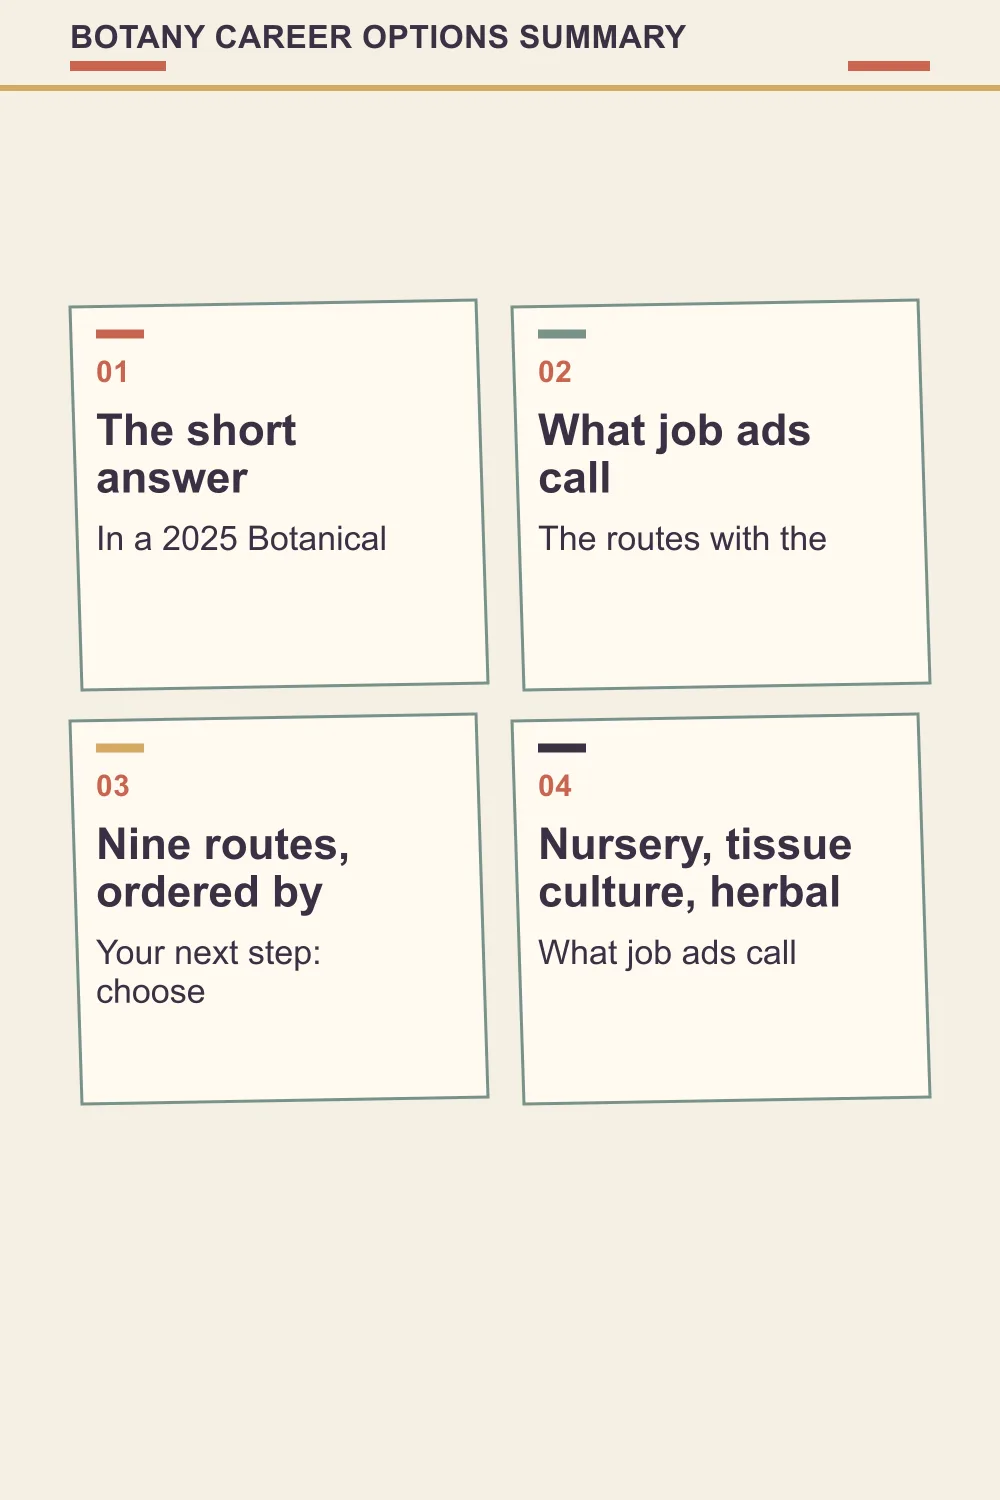 BOTANY CAREER OPTIONS SUMMARY
01
The short
answer
In a 2025 Botanical
02
What job ads
call
The routes with the
03
Nine routes,
ordered by
Your next step:
choose
04
Nursery, tissue
culture, herbal
What job ads call